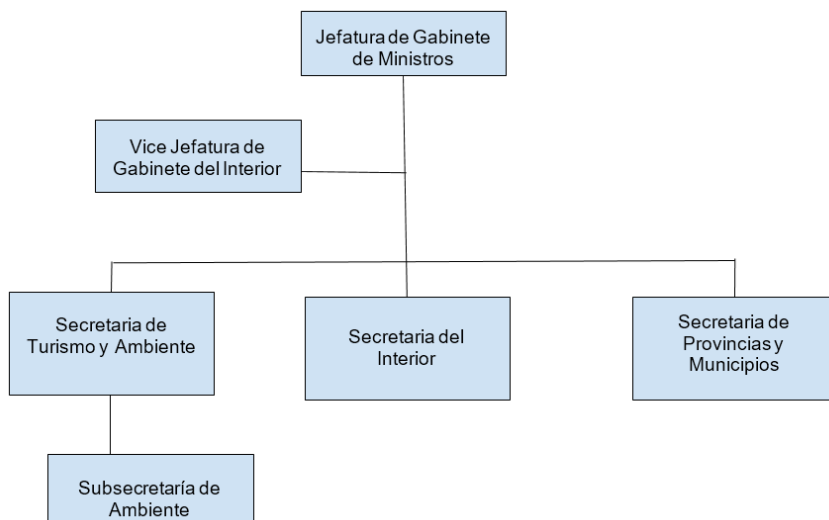 Jefatura de Gabinete
de Ministros
Vice Jefatura de
Gabinete del Interior
Secretaria de
Turismo y Ambiente
Secretaria del
Interior
Secretaria de
Provincias y
Municipios
Subsecretaría de
Ambiente